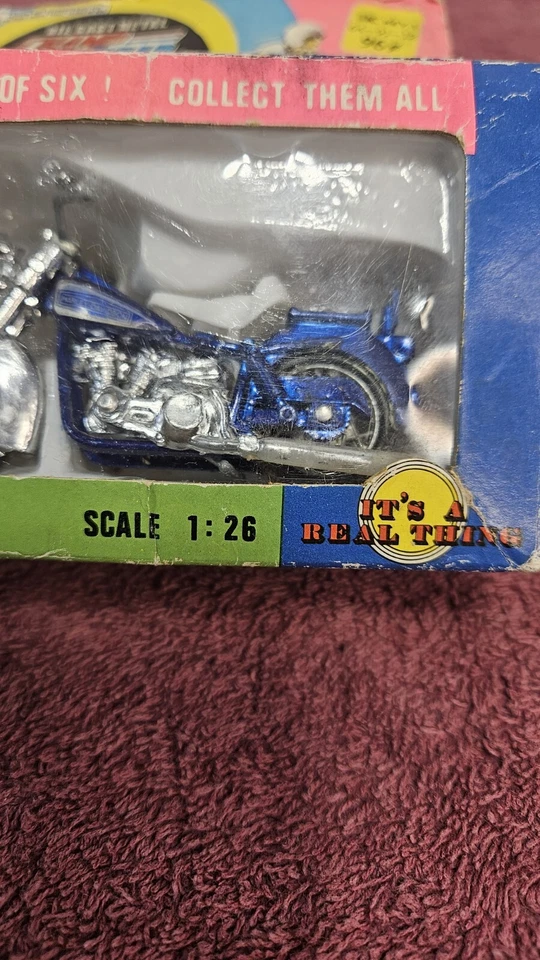 OF SIX ! COLLECT THEM ALL
SCALE 1:26
IT'S A
REAL THING